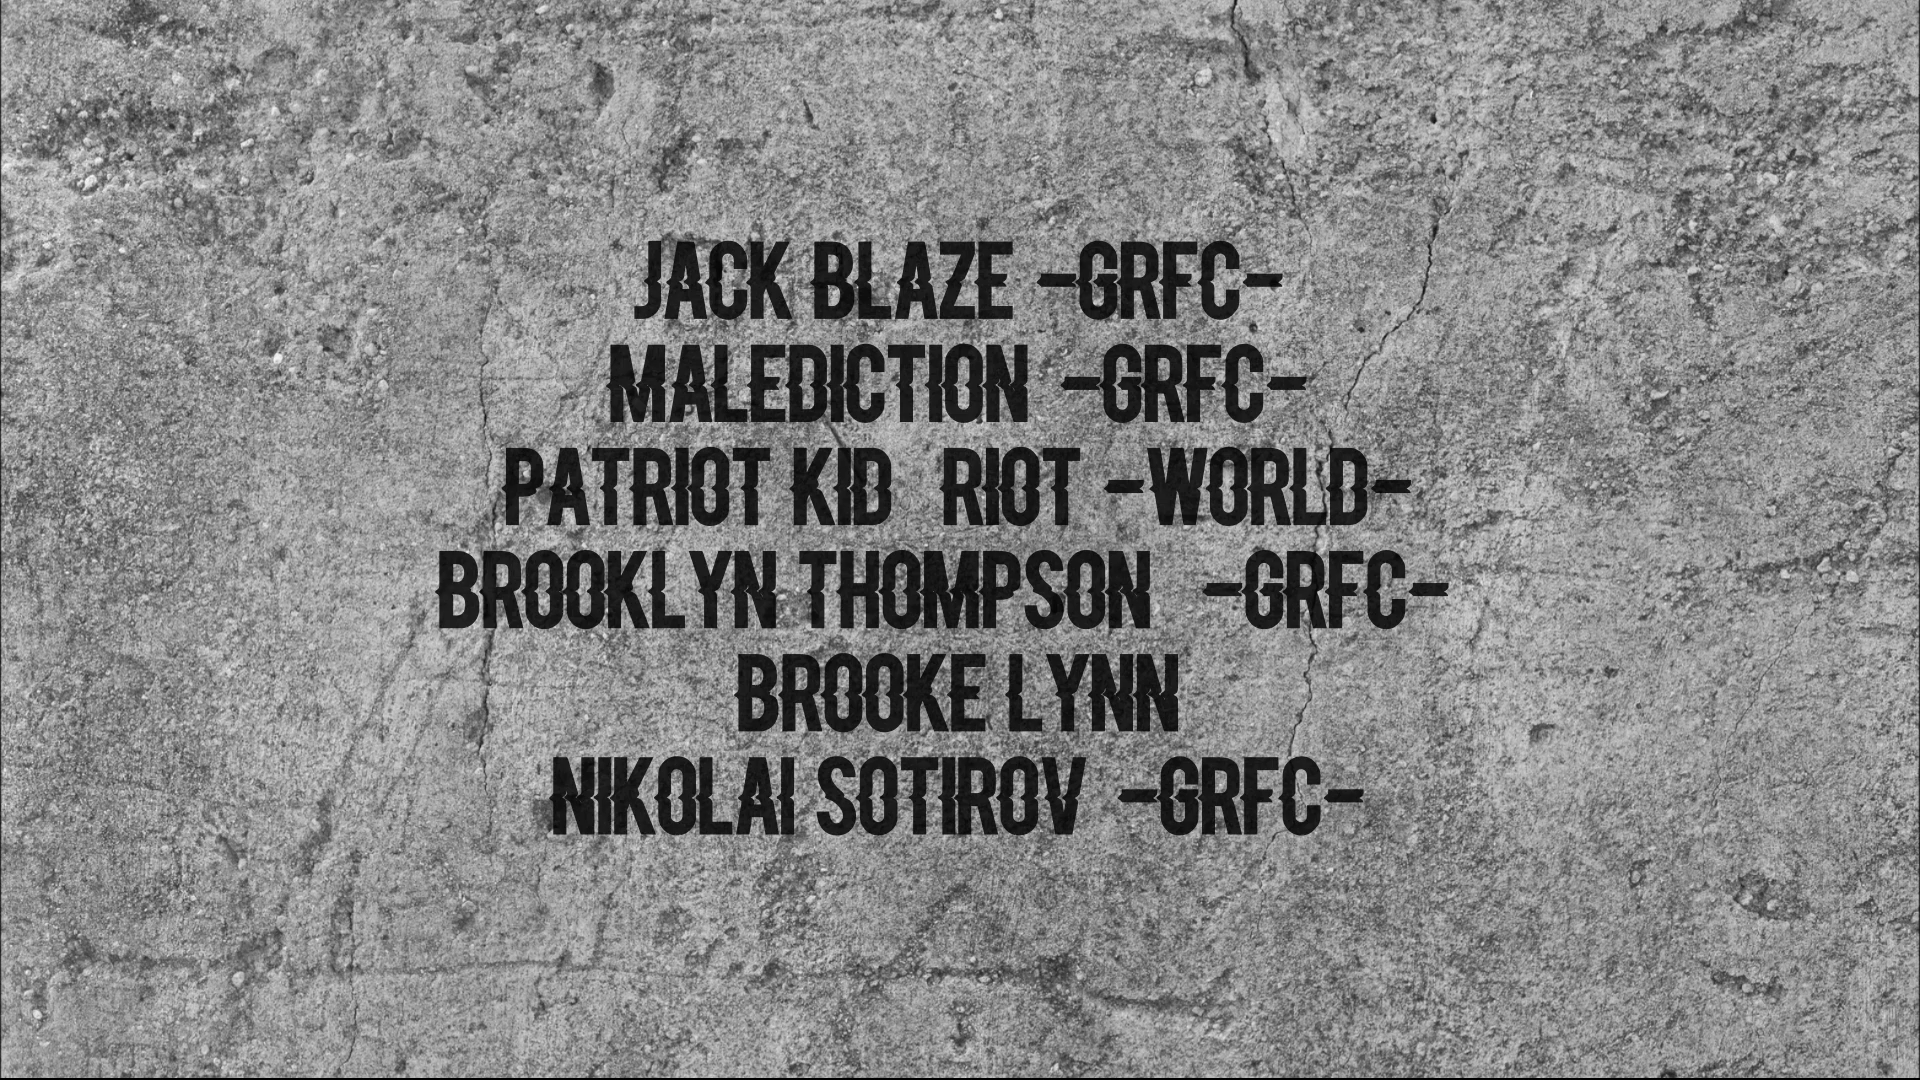 JACK BLAZE -GRFC-
MALEDICTION -GRFC-
PATRIOT KID RIOT -WORLD-
BROOKLYN THOMPSON -GRFC-
BROOKE LYNN
NIKOLAI SOTIROV -GRFC-